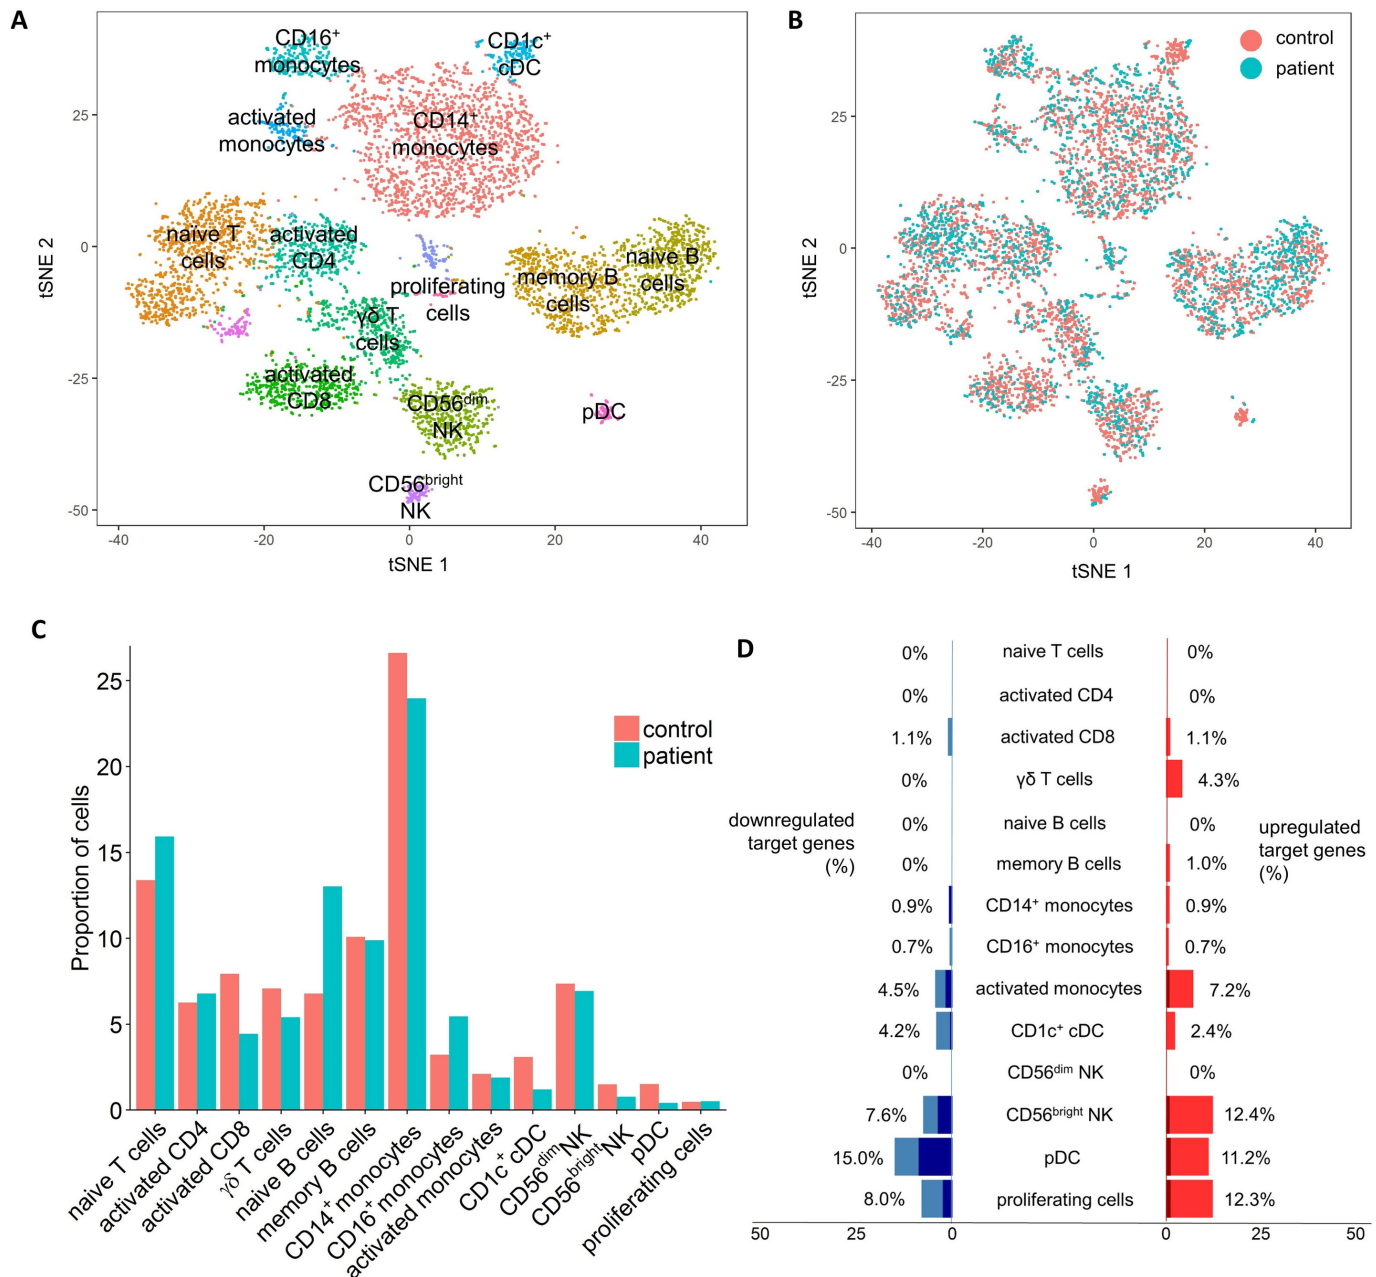 A
CD16+
monocytes
CD1c+
cDC
activated
monocytes
CD14+
monocytes
naïve T
cells
activated
CD4
proliferating
cells
memory B
cells
naive B
cells
γδ T
cells
activated
CD8
CD56dim
NK
pDC
CD56bright
NK
25
0
-25
-50
tSNE 2
-40
-20
0
20
40
tSNE 1
B
control
patient
25
0
-25
-50
tSNE 2
-40
-20
0
20
40
tSNE 1
C
Proportion of cells
25
20
15
10
5
0
control
patient
naive T cells
activated CD4
activated CD8
γδ T cells
naive B cells
memory B cells
CD14+ monocytes
CD16+ monocytes
activated monocytes
CD1c+ cDC
CD56dimNK
CD56brightNK
pDC
proliferating cells
D
downregulated
target genes
(%)
upregulated
target genes
(%)
0% naive T cells 0%
0% activated CD4 0%
1.1% activated CD8 1.1%
0% γδ T cells 4.3%
0% naive B cells 0%
0% memory B cells 1.0%
0.9% CD14+ monocytes 0.9%
0.7% CD16+ monocytes 0.7%
4.5% activated monocytes 7.2%
4.2% CD1c+ cDC 2.4%
0% CD56dim NK 0%
7.6% CD56bright NK 12.4%
15.0% pDC 11.2%
8.0% proliferating cells 12.3%
50 25 0 0 25 50